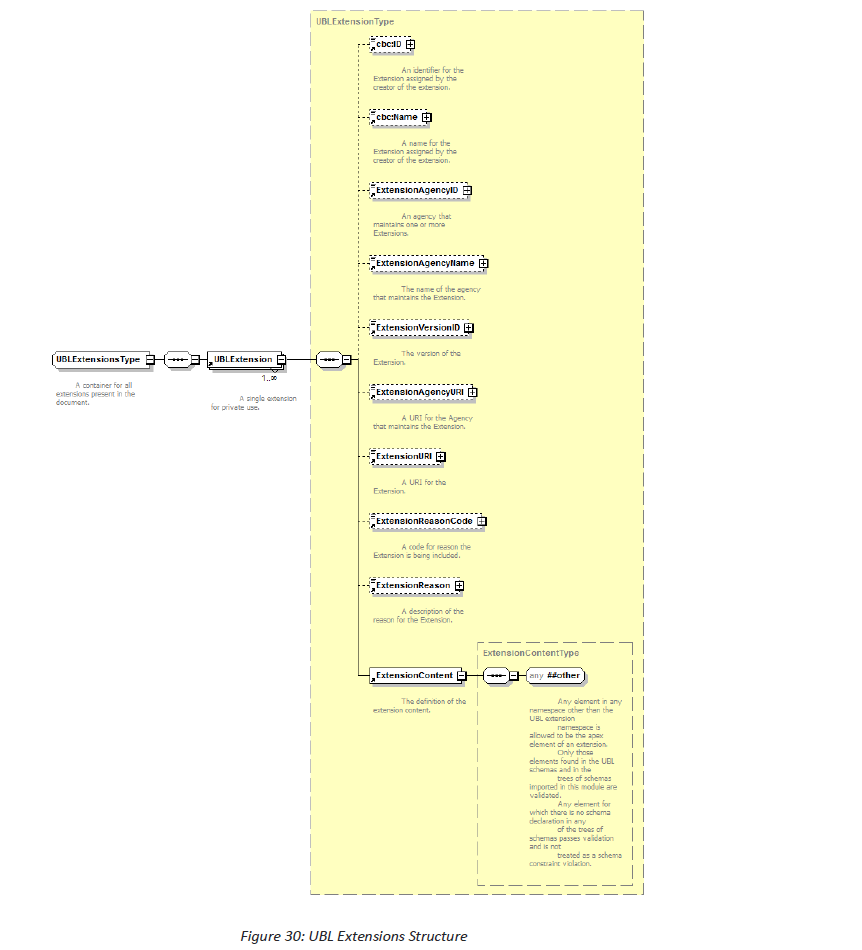 UBLExtensionType
cbc:ID
An identifier for the
Extension assigned by the
creator of the extension.
cbc:Name
A name for the
Extension assigned by the
creator of the extension.
ExtensionAgencyID
An agency that
maintains one or more
Extensions.
ExtensionAgencyName
The name of the agency
that maintains the Extension.
ExtensionVersionID
The version of the
Extension.
UBLExtensionsType
A container for all
extensions present in the
document.
UBLExtension
1..∞
A single extension
for private use.
ExtensionAgencyURI
A URI for the Agency
that maintains the Extension.
ExtensionURI
A URI for the
Extension.
ExtensionReasonCode
A code for reason the
Extension is being included.
ExtensionReason
A description of the
reason for the Extension.
ExtensionContent
The definition of the
extension content.
ExtensionContentType
any ##other
Any element in any
namespace other than the
UBL extension
namespace is
allowed to be the apex
element of an extension.
Only those
elements found in the UBL
schemas and in the
trees of schemas
imported in this module are
validated.
Any element for
which there is no schema
declaration in any
of the trees of
schemas passes validation
and is not
treated as a schema
constraint violation.
Figure 30: UBL Extensions Structure